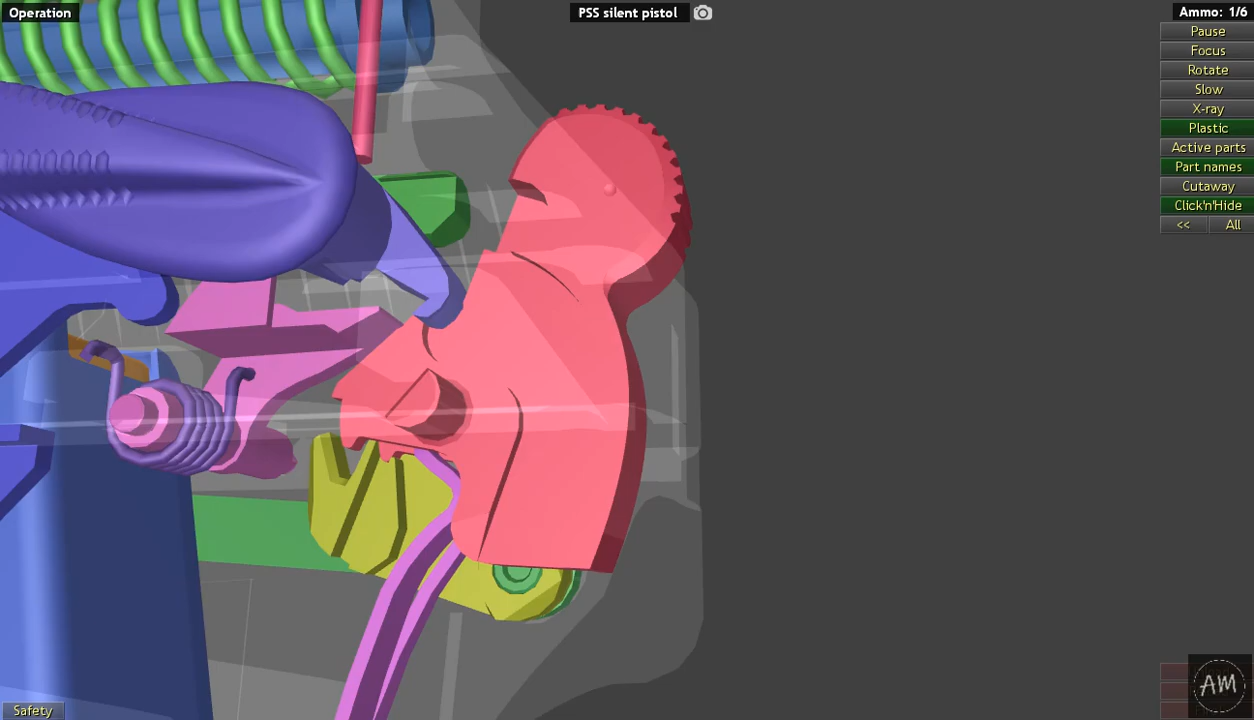 Operation
PSS silent pistol
Ammo: 1/6
Pause
Focus
Rotate
Slow
X-ray
Plastic
Active parts
Part names
Cutaway
Click'n'Hide
<< All
Safety
AM